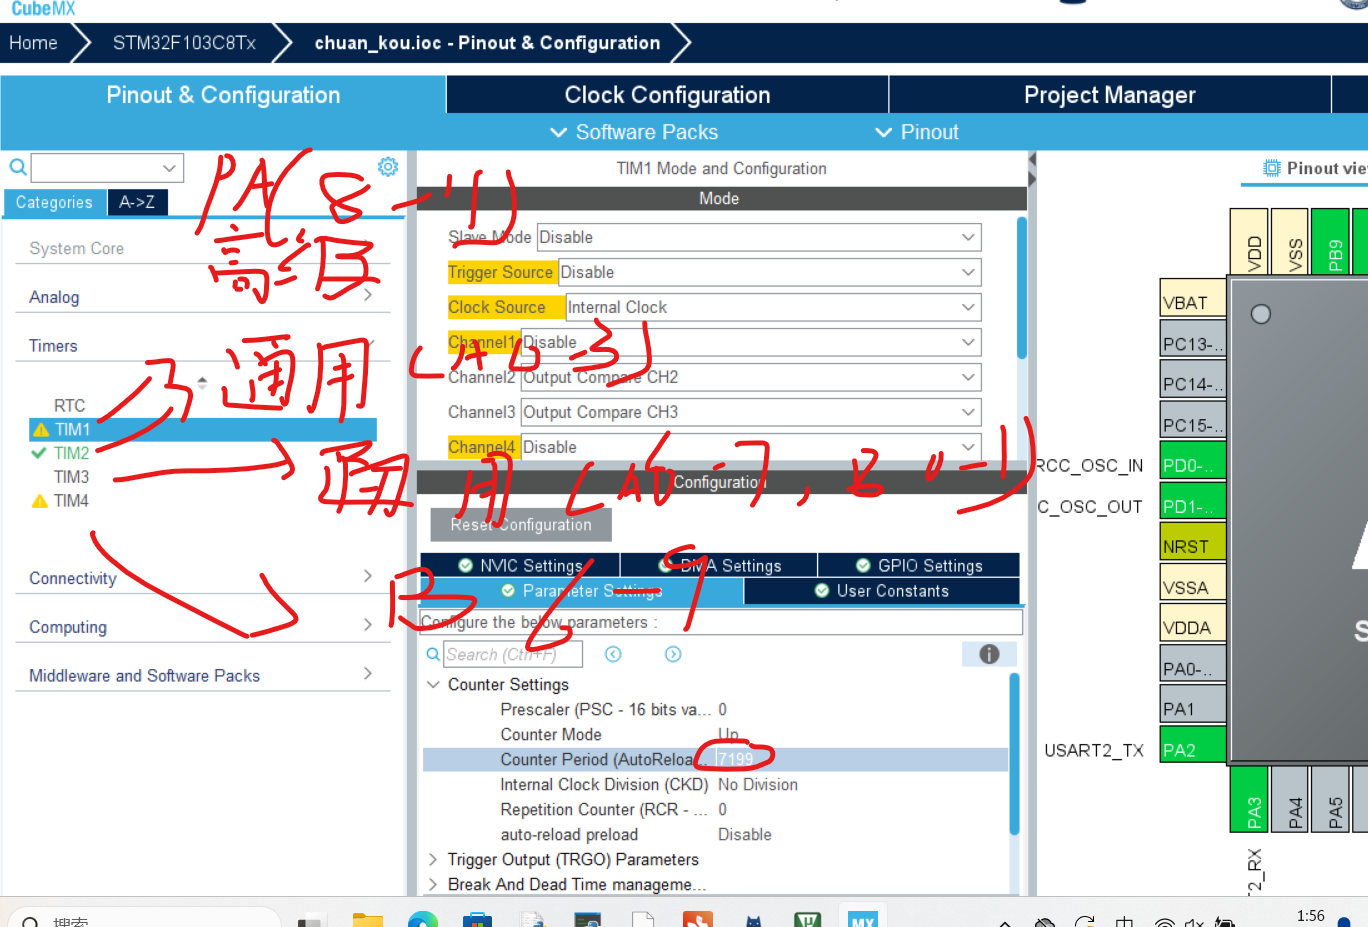 CubeMX
Home
STM32F103C8Tx
chuan_kou.ioc - Pinout & Configuration
Pinout & Configuration
Clock Configuration
Project Manager
Software Packs
Pinout
PA(8-11)
高级
Categories
A->Z
System Core
Analog
Timers
RTC
TIM1
TIM2
TIM3
TIM4
Connectivity
Computing
Middleware and Software Packs
通用 (A0-3)
通用 (A6-7, B0-1)
B6-9
TIM1 Mode and Configuration
Mode
Slave Mode Disable
Trigger Source Disable
Clock Source Internal Clock
Channel1 Disable
Channel2 Output Compare CH2
Channel3 Output Compare CH3
Channel4 Disable
Configuration
Reset Configuration
NVIC Settings
DMA Settings
GPIO Settings
Parameter Settings
User Constants
Configure the below parameters :
Search (Ctrl+F)
Counter Settings
Prescaler (PSC - 16 bits va... 0
Counter Mode Up
Counter Period (AutoReloa... 7199
Internal Clock Division (CKD) No Division
Repetition Counter (RCR - ... 0
auto-reload preload Disable
Trigger Output (TRGO) Parameters
Break And Dead Time manageme...
Pinout vie
VDD
VSS
PB9
VBAT
PC13-..
PC14-..
PC15-..
RCC_OSC_IN PD0-..
C_OSC_OUT PD1-..
NRST
VSSA
VDDA
PA0-..
PA1
USART2_TX PA2
PA3
PA4
PA5
2_RX
搜索
MX
中
1:56